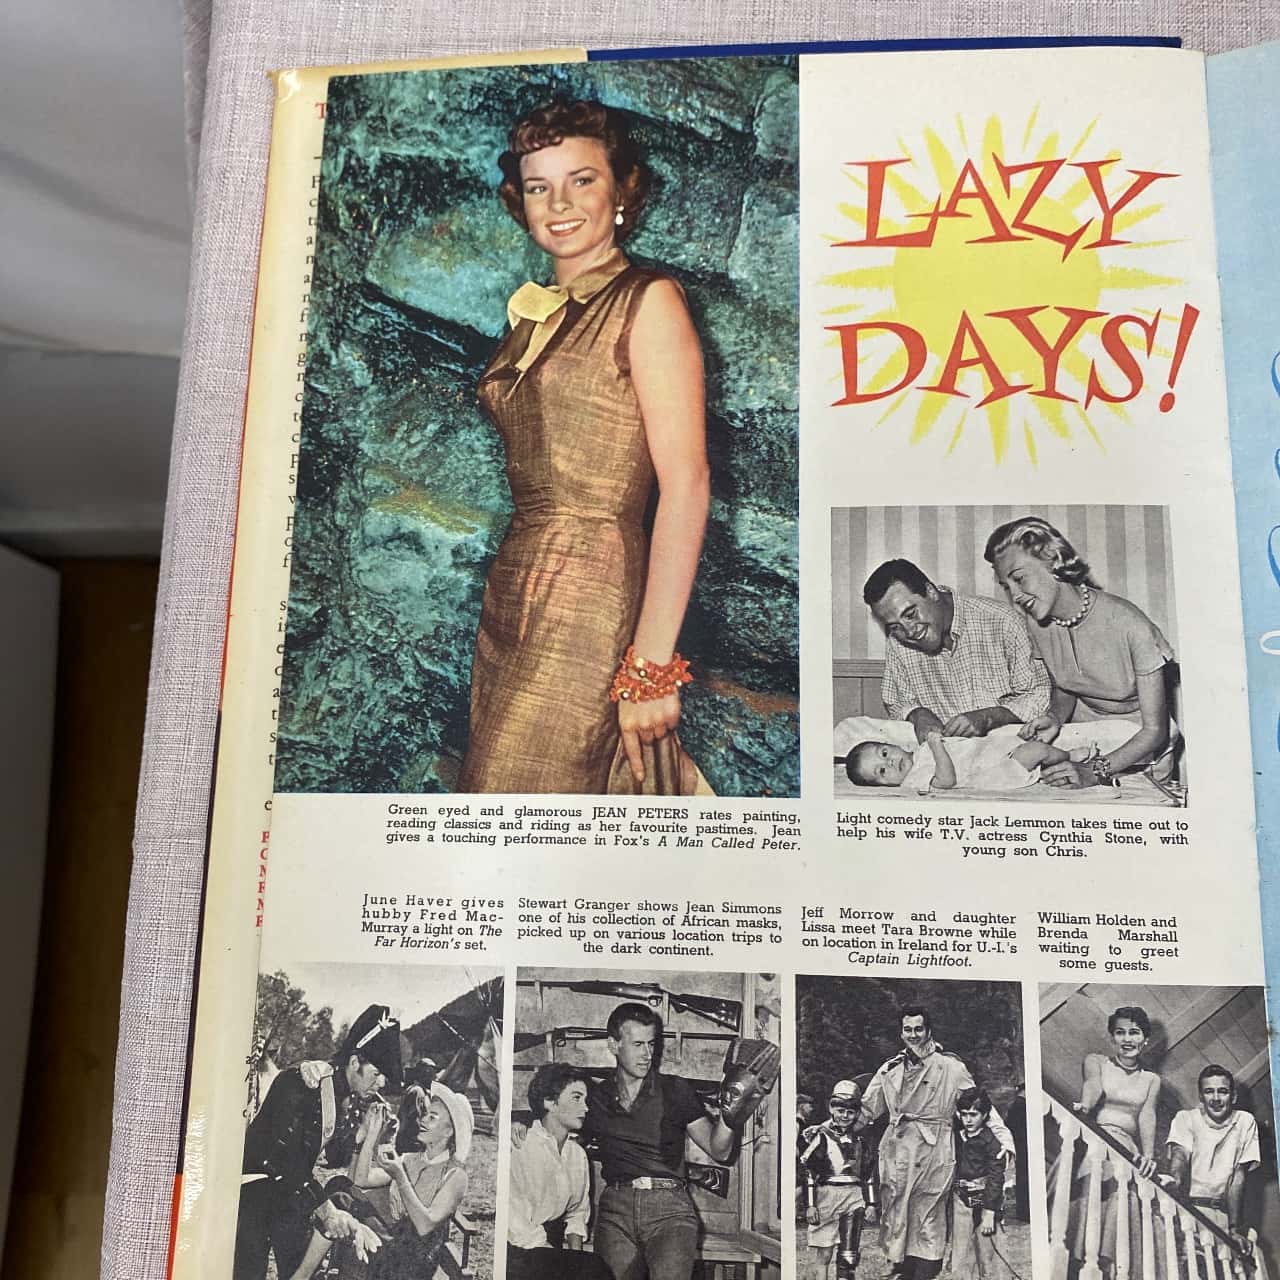 LAZY
DAYS!
Green eyed and glamorous JEAN PETERS rates painting,
reading classics and riding as her favourite pastimes. Jean
gives a touching performance in Fox's A Man Called Peter.
Light comedy star Jack Lemmon takes time out to
help his wife T.V. actress Cynthia Stone, with
young son Chris.
June Haver gives
hubby Fred Mac-
Murray a light on The
Far Horizon's set.
Stewart Granger shows Jean Simmons
one of his collection of African masks,
picked up on various location trips to
the dark continent.
Jeff Morrow and daughter
Lissa meet Tara Browne while
on location in Ireland for U.-I.'s
Captain Lightfoot.
William Holden and
Brenda Marshall
waiting to greet
some guests.